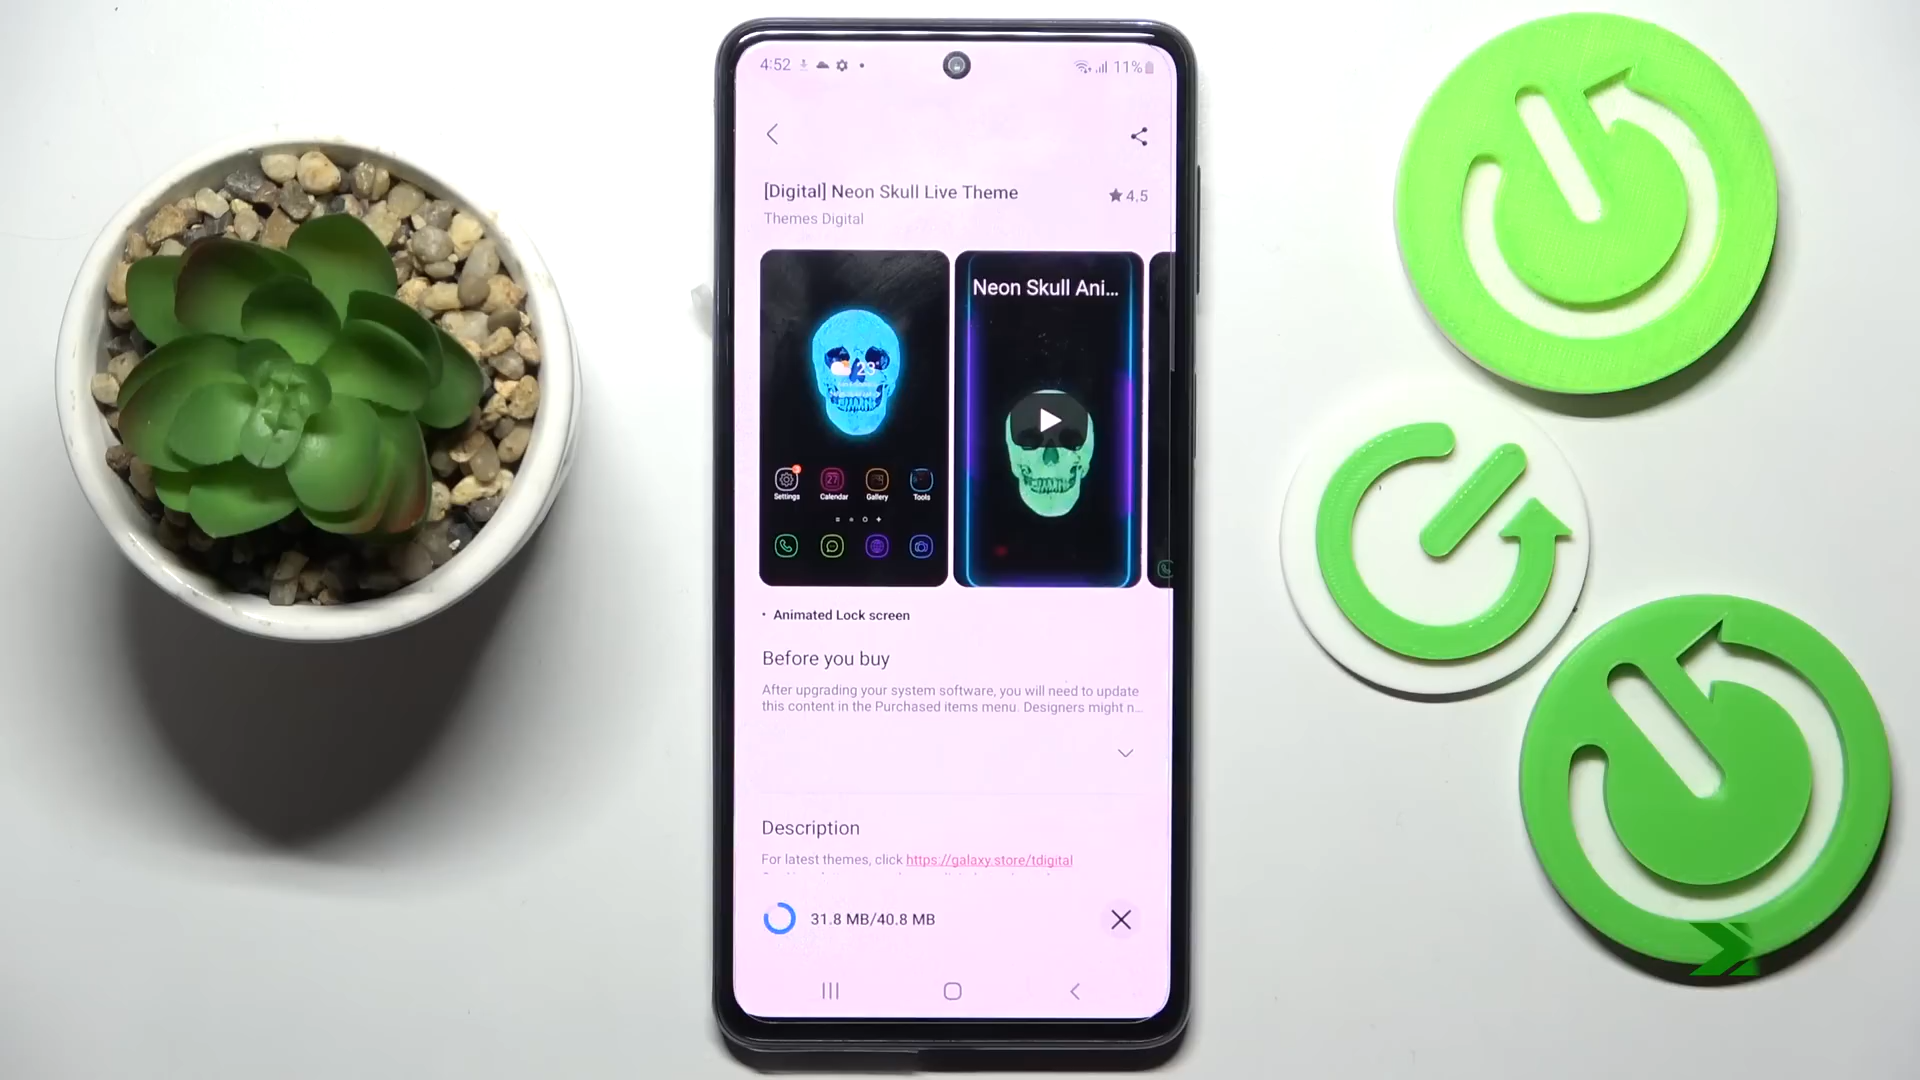 4:52
11%
[Digital] Neon Skull Live Theme
4.5
Themes Digital
23°
Settings
Calendar
Gallery
Tools
Neon Skull Ani...
Animated Lock screen
Before you buy
After upgrading your system software, you will need to update
this content in the Purchased items menu. Designers might n...
Description
For latest themes, click https://galaxy.store/tdigital
31.8 MB/40.8 MB